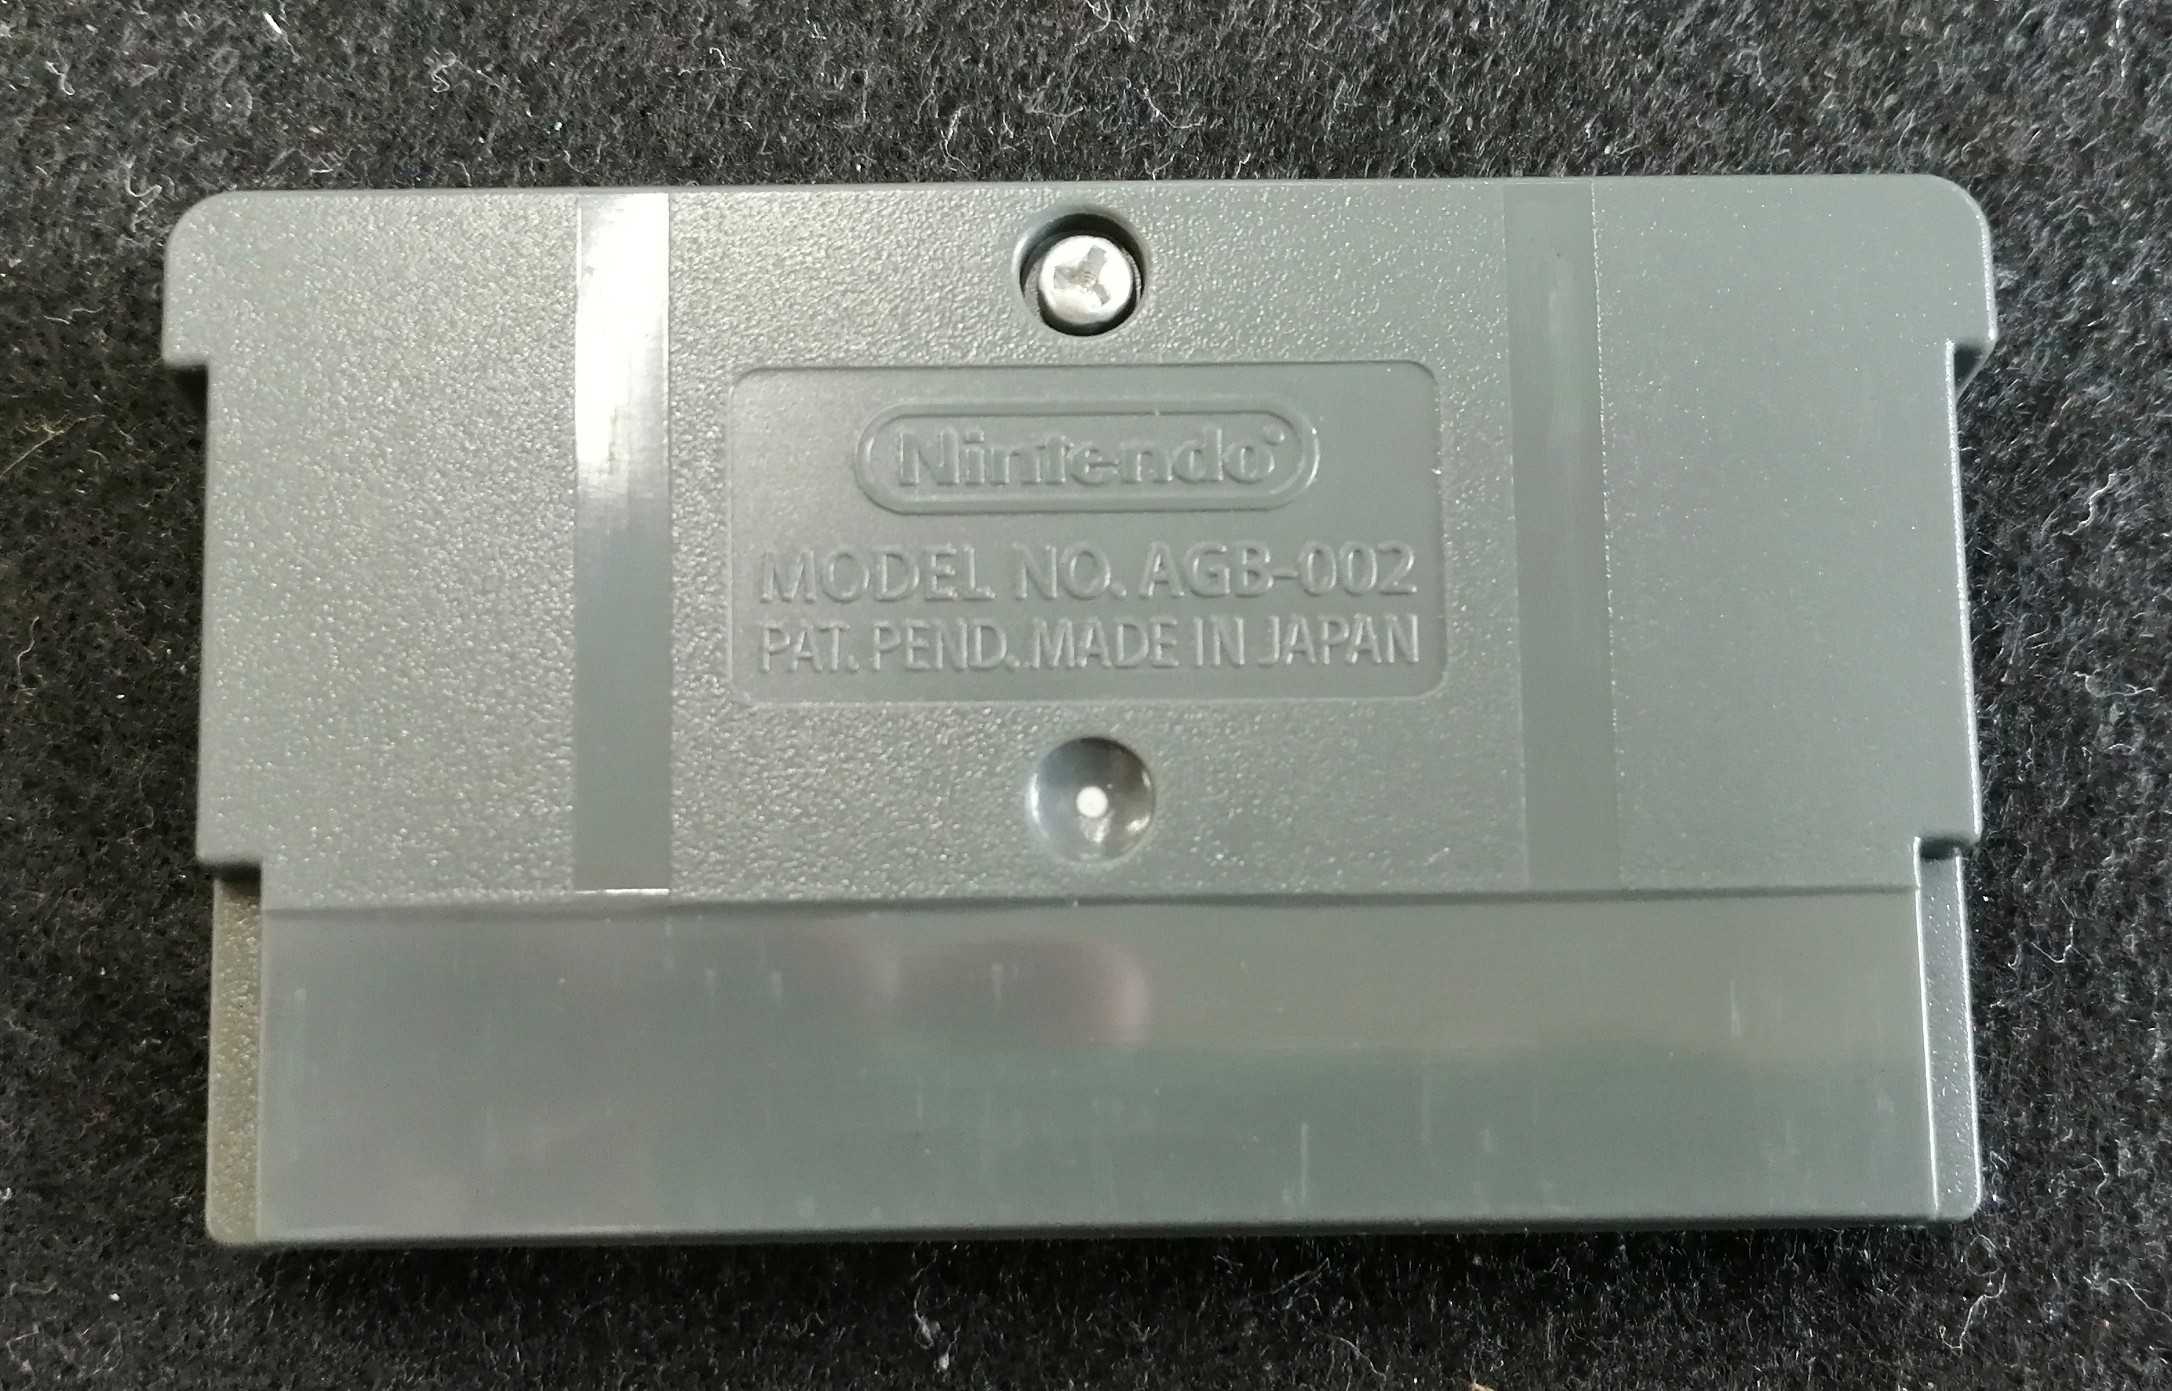 Nintendo
MODEL NO. AGB-002
PAT. PEND. MADE IN JAPAN